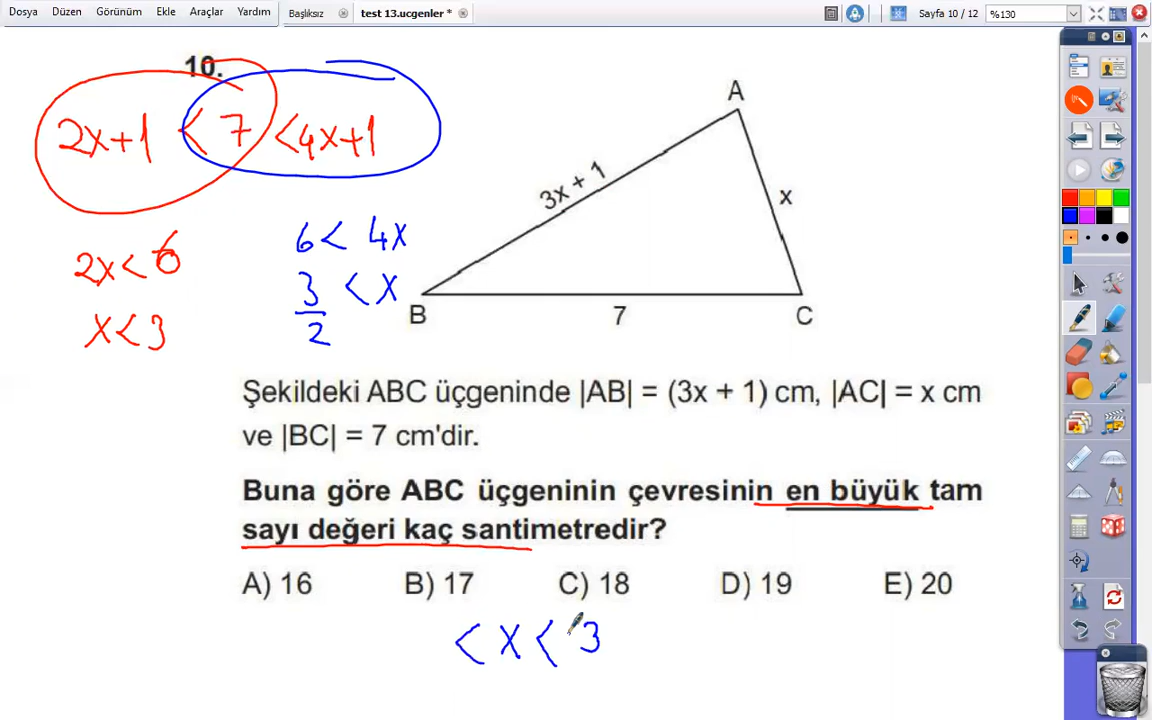 Dosya Düzen Görünüm Ekle Araçlar Yardım Başlıksız test 13.ucgenler * Sayfa 10 / 12 %130
10.
2x+1 < 7 < 4x+1
2x < 6
x < 3
6 < 4x
3/2 < x
A
3x + 1
x
B
7
C
Şekildeki ABC üçgeninde |AB| = (3x + 1) cm, |AC| = x cm
ve |BC| = 7 cm'dir.
Buna göre ABC üçgeninin çevresinin en büyük tam
sayı değeri kaç santimetredir?
A) 16 B) 17 C) 18 D) 19 E) 20
< x < 3